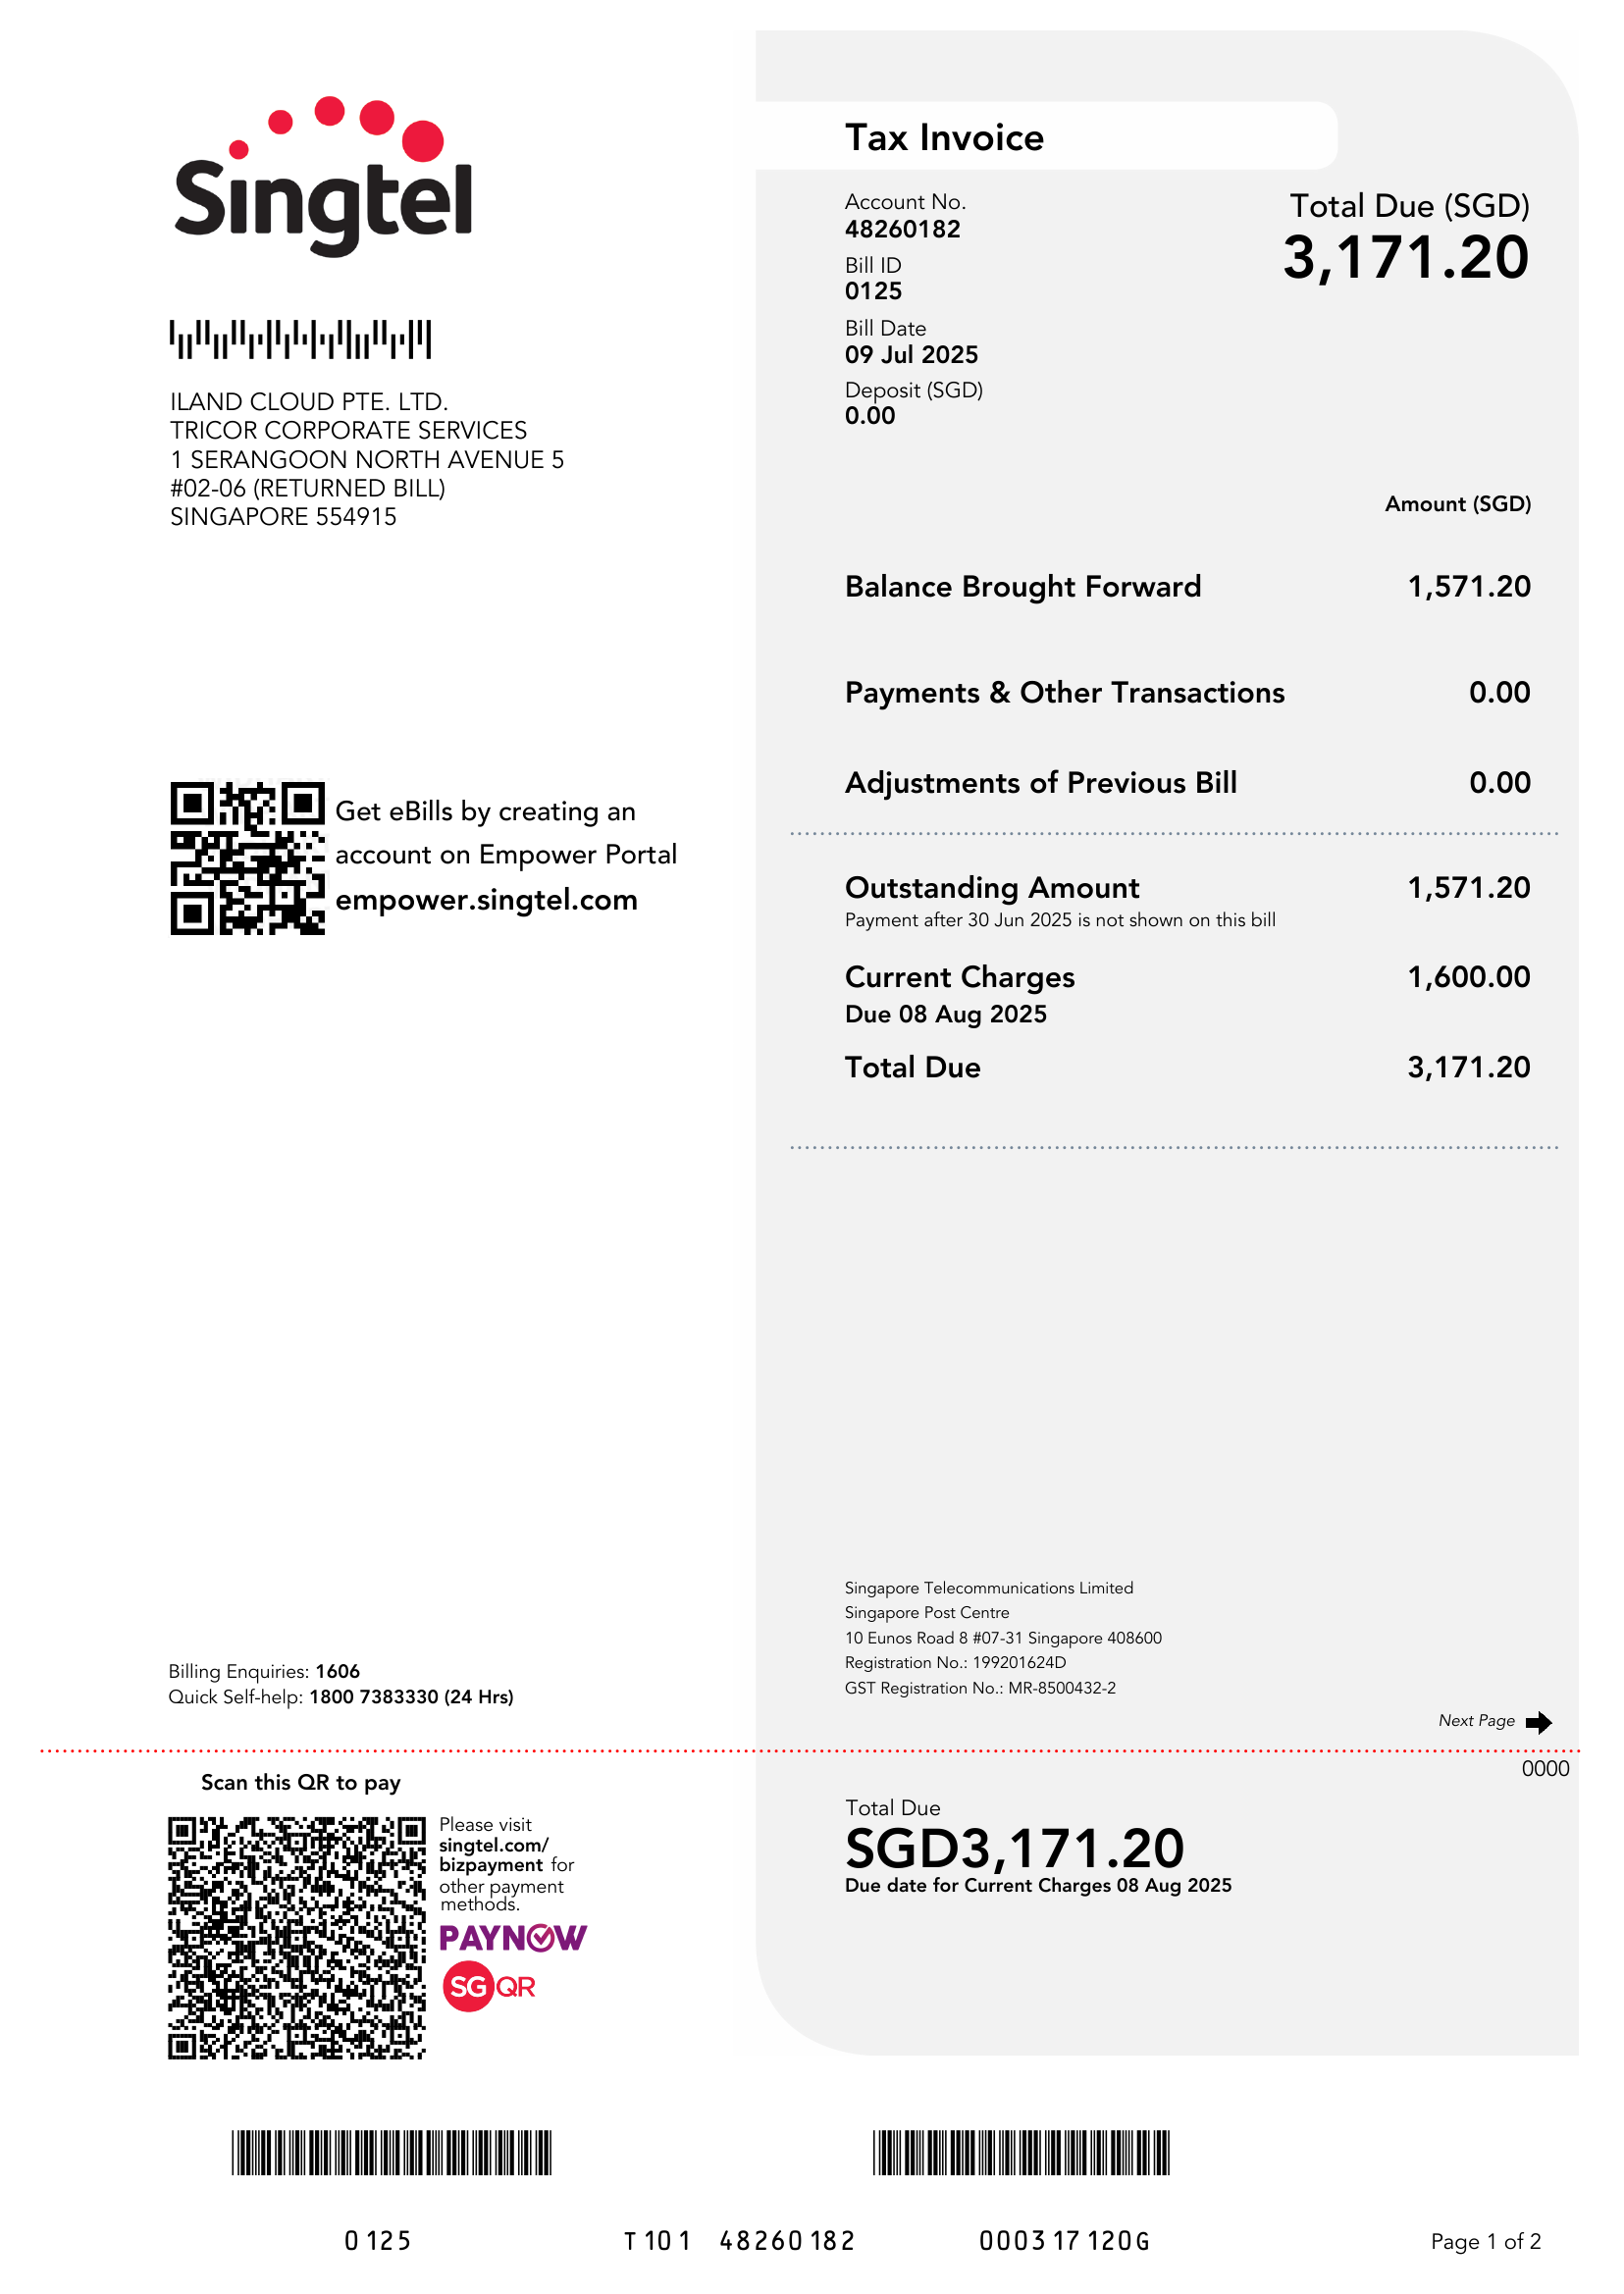 Singtel
ILAND CLOUD PTE. LTD.
TRICOR CORPORATE SERVICES
1 SERANGOON NORTH AVENUE 5
#02-06 (RETURNED BILL)
SINGAPORE 554915
Get eBills by creating an
account on Empower Portal
empower.singtel.com
Tax Invoice
Account No.
48260182
Bill ID
0125
Bill Date
09 Jul 2025
Deposit (SGD)
0.00
Total Due (SGD)
3,171.20
Amount (SGD)
Balance Brought Forward 1,571.20
Payments & Other Transactions 0.00
Adjustments of Previous Bill 0.00
Outstanding Amount 1,571.20
Payment after 30 Jun 2025 is not shown on this bill
Current Charges 1,600.00
Due 08 Aug 2025
Total Due 3,171.20
Singapore Telecommunications Limited
Singapore Post Centre
10 Eunos Road 8 #07-31 Singapore 408600
Registration No.: 199201624D
GST Registration No.: MR-8500432-2
Billing Enquiries: 1606
Quick Self-help: 1800 7383330 (24 Hrs)
Next Page
0000
Scan this QR to pay
Please visit
singtel.com/
bizpayment for
other payment
methods.
PAYNOW
SG QR
Total Due
SGD3,171.20
Due date for Current Charges 08 Aug 2025
0125 T101 48260182 000317120G
Page 1 of 2